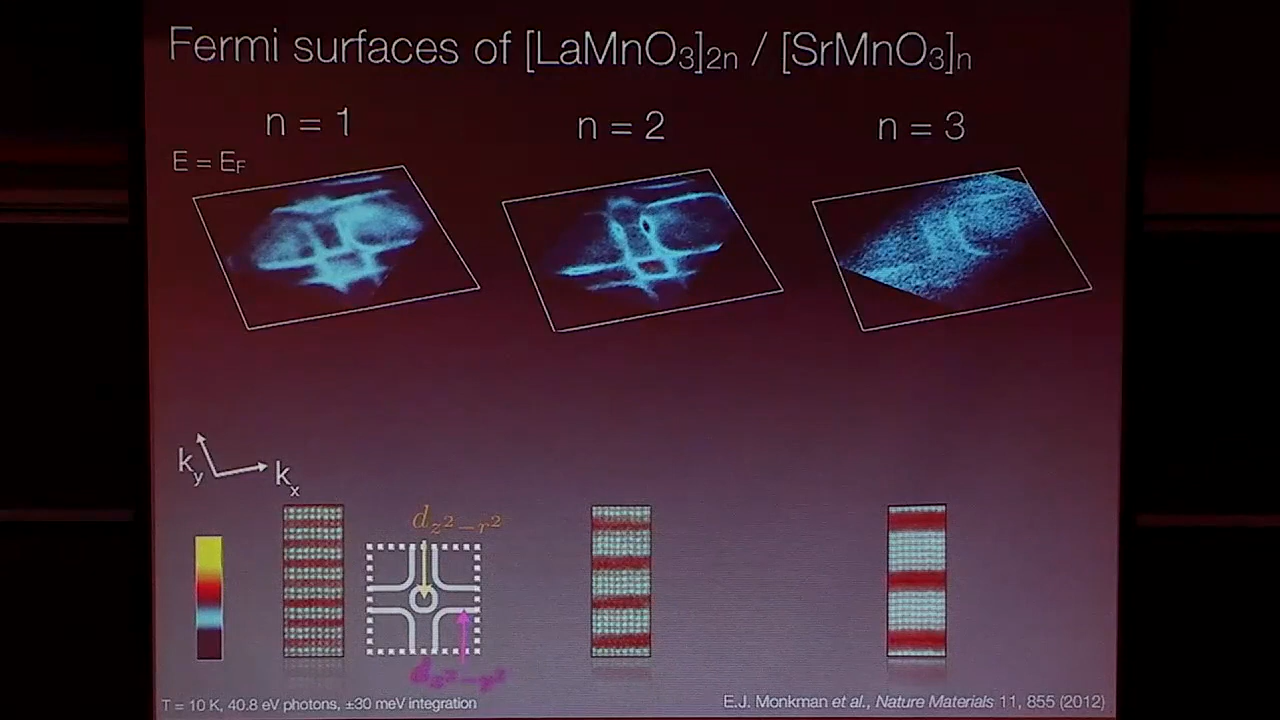 Fermi surfaces of [LaMnO3]2n / [SrMnO3]n
n = 1
n = 2
n = 3
E = EF
ky
kx
dz2−r2
T = 10 K, 40.8 eV photons, ±30 meV integration
E.J. Monkman et al., Nature Materials 11, 855 (2012)